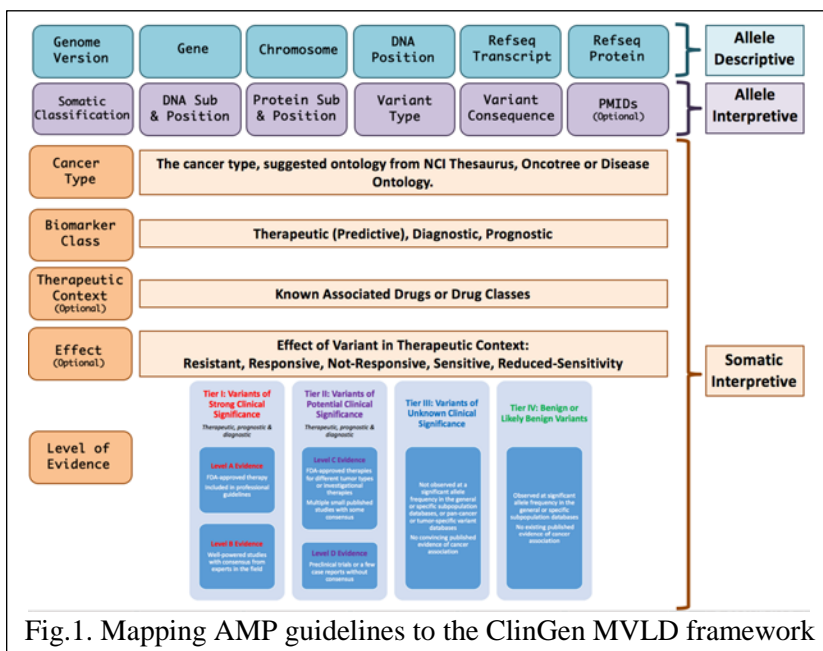 Genome
Version
Gene
Chromosome
DNA
Position
Refseq
Transcript
Refseq
Protein
Allele
Descriptive
Somatic
Classification
DNA Sub
& Position
Protein Sub
& Position
Variant
Type
Variant
Consequence
PMIDs
(Optional)
Allele
Interpretive
Cancer
Type
The cancer type, suggested ontology from NCI Thesaurus, Oncotree or Disease
Ontology.
Biomarker
Class
Therapeutic (Predictive), Diagnostic, Prognostic
Therapeutic
Context
(Optional)
Known Associated Drugs or Drug Classes
Effect
(Optional)
Effect of Variant in Therapeutic Context:
Resistant, Responsive, Not-Responsive, Sensitive, Reduced-Sensitivity
Somatic
Interpretive
Level of
Evidence
Tier I: Variants of
Strong Clinical
Significance
Therapeutic, prognostic &
diagnostic
Level A Evidence
FDA-approved therapy
Included in professional
guidelines
Level B Evidence
Well-powered studies
with consensus from
experts in the field
Tier II: Variants of
Potential Clinical
Significance
Therapeutic, prognostic &
diagnostic
Level C Evidence
FDA-approved therapies
for different tumor types
or investigational
therapies
Multiple small published
studies with some
consensus
Level D Evidence
Preclinical trials or a few
case reports without
consensus
Tier III: Variants of
Unknown Clinical
Significance
Not observed at a
significant allele
frequency in the general
or specific subpopulation
databases, or pan-cancer
or tumor-specific variant
databases
No convincing published
evidence of cancer
association
Tier IV: Benign or
Likely Benign Variants
Observed at significant
allele frequency in the
general or specific
subpopulation databases
No existing published
evidence of cancer
association
Fig.1. Mapping AMP guidelines to the ClinGen MVLD framework